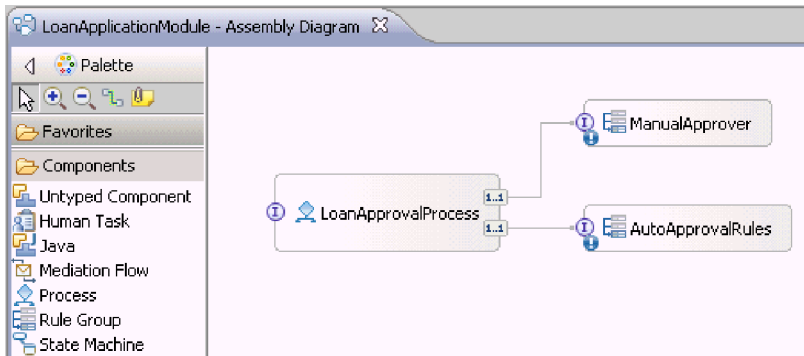 LoanApplicationModule - Assembly Diagram
Palette
Favorites
Components
Untyped Component
Human Task
Java
Mediation Flow
Process
Rule Group
State Machine
I LoanApprovalProcess
1..1
1..1
I ManualApprover
I AutoApprovalRules